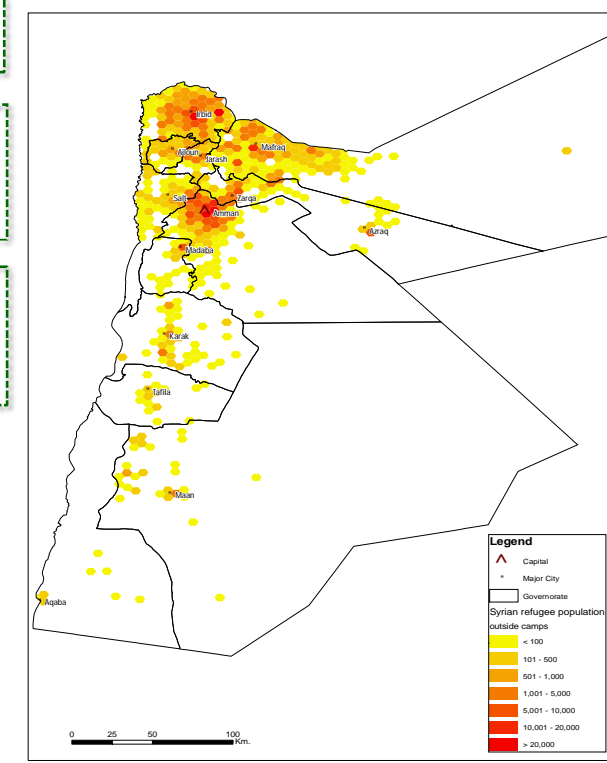 Irbid
Ajloun
Jarash
Mafraq
Salt
Zarqa
Amman
Azraq
Madaba
Karak
Tafila
Maan
Aqaba
Legend
Capital
Major City
Governorate
Syrian refugee population
outside camps
< 100
101 - 500
501 - 1,000
1,001 - 5,000
5,001 - 10,000
10,001 - 20,000
> 20,000
0 25 50 100
Km.